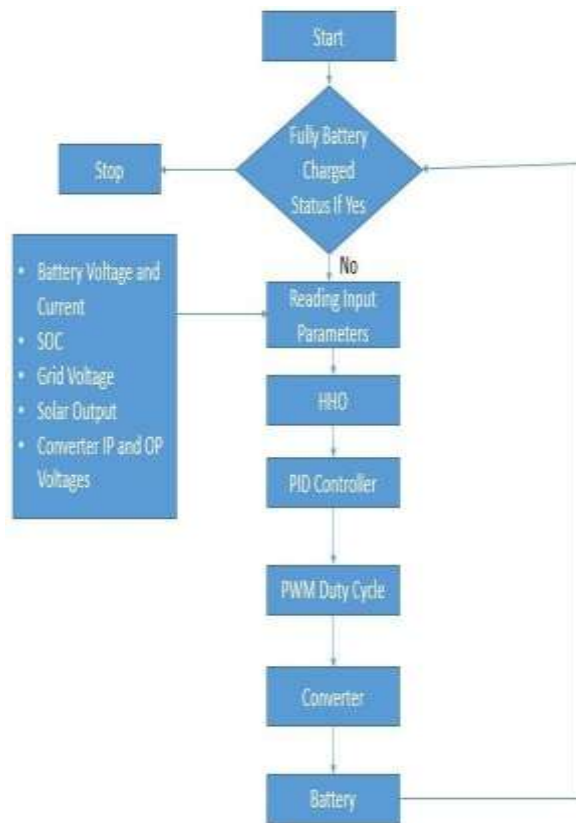 Start
Fully Battery
Charged
Status If Yes
Stop
No
• Battery Voltage and
Current
• SOC
• Grid Voltage
• Solar Output
• Converter IP and OP
Voltages
Reading Input
Parameters
HHO
PID Controller
PWM Duty Cycle
Converter
Battery